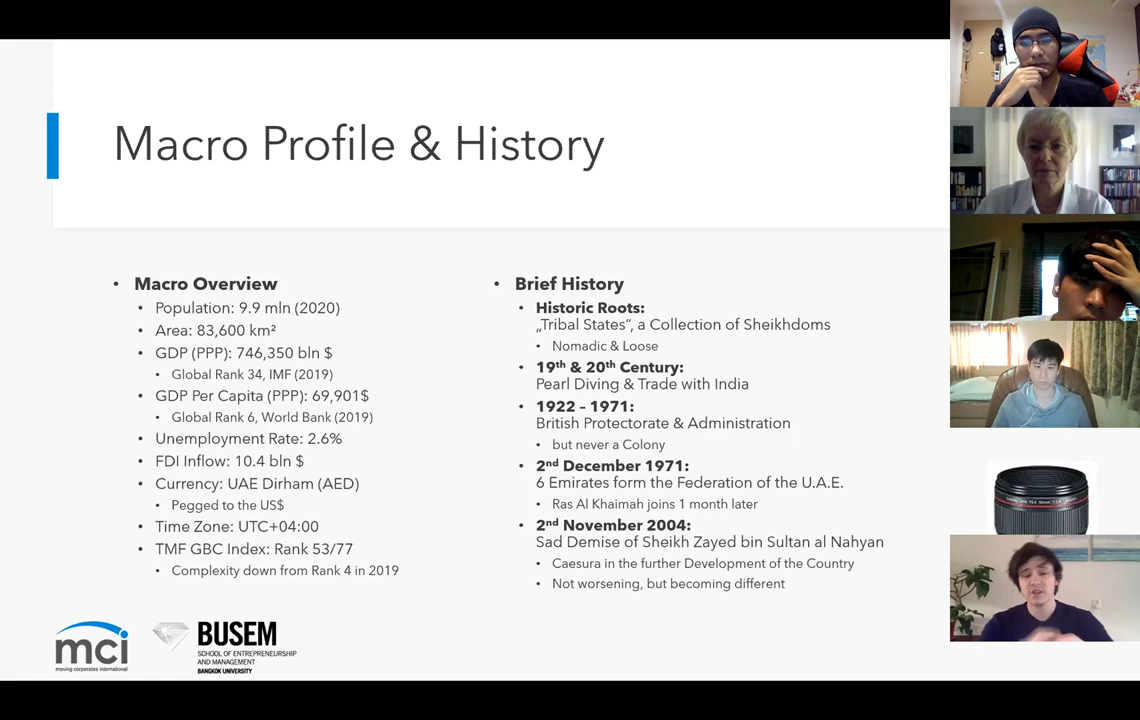 Macro Profile & History
• Macro Overview
• Population: 9.9 mln (2020)
• Area: 83,600 km²
• GDP (PPP): 746,350 bln $
• Global Rank 34, IMF (2019)
• GDP Per Capita (PPP): 69,901$
• Global Rank 6, World Bank (2019)
• Unemployment Rate: 2.6%
• FDI Inflow: 10.4 bln $
• Currency: UAE Dirham (AED)
• Pegged to the US$
• Time Zone: UTC+04:00
• TMF GBC Index: Rank 53/77
• Complexity down from Rank 4 in 2019
• Brief History
• Historic Roots:
„Tribal States“, a Collection of Sheikhdoms
• Nomadic & Loose
• 19th & 20th Century:
Pearl Diving & Trade with India
• 1922 – 1971:
British Protectorate & Administration
• but never a Colony
• 2nd December 1971:
6 Emirates form the Federation of the U.A.E.
• Ras Al Khaimah joins 1 month later
• 2nd November 2004:
Sad Demise of Sheikh Zayed bin Sultan al Nahyan
• Caesura in the further Development of the Country
• Not worsening, but becoming different
mci
moving corporates international
BUSEM
SCHOOL OF ENTREPRENEURSHIP
AND MANAGEMENT
BANGKOK UNIVERSITY